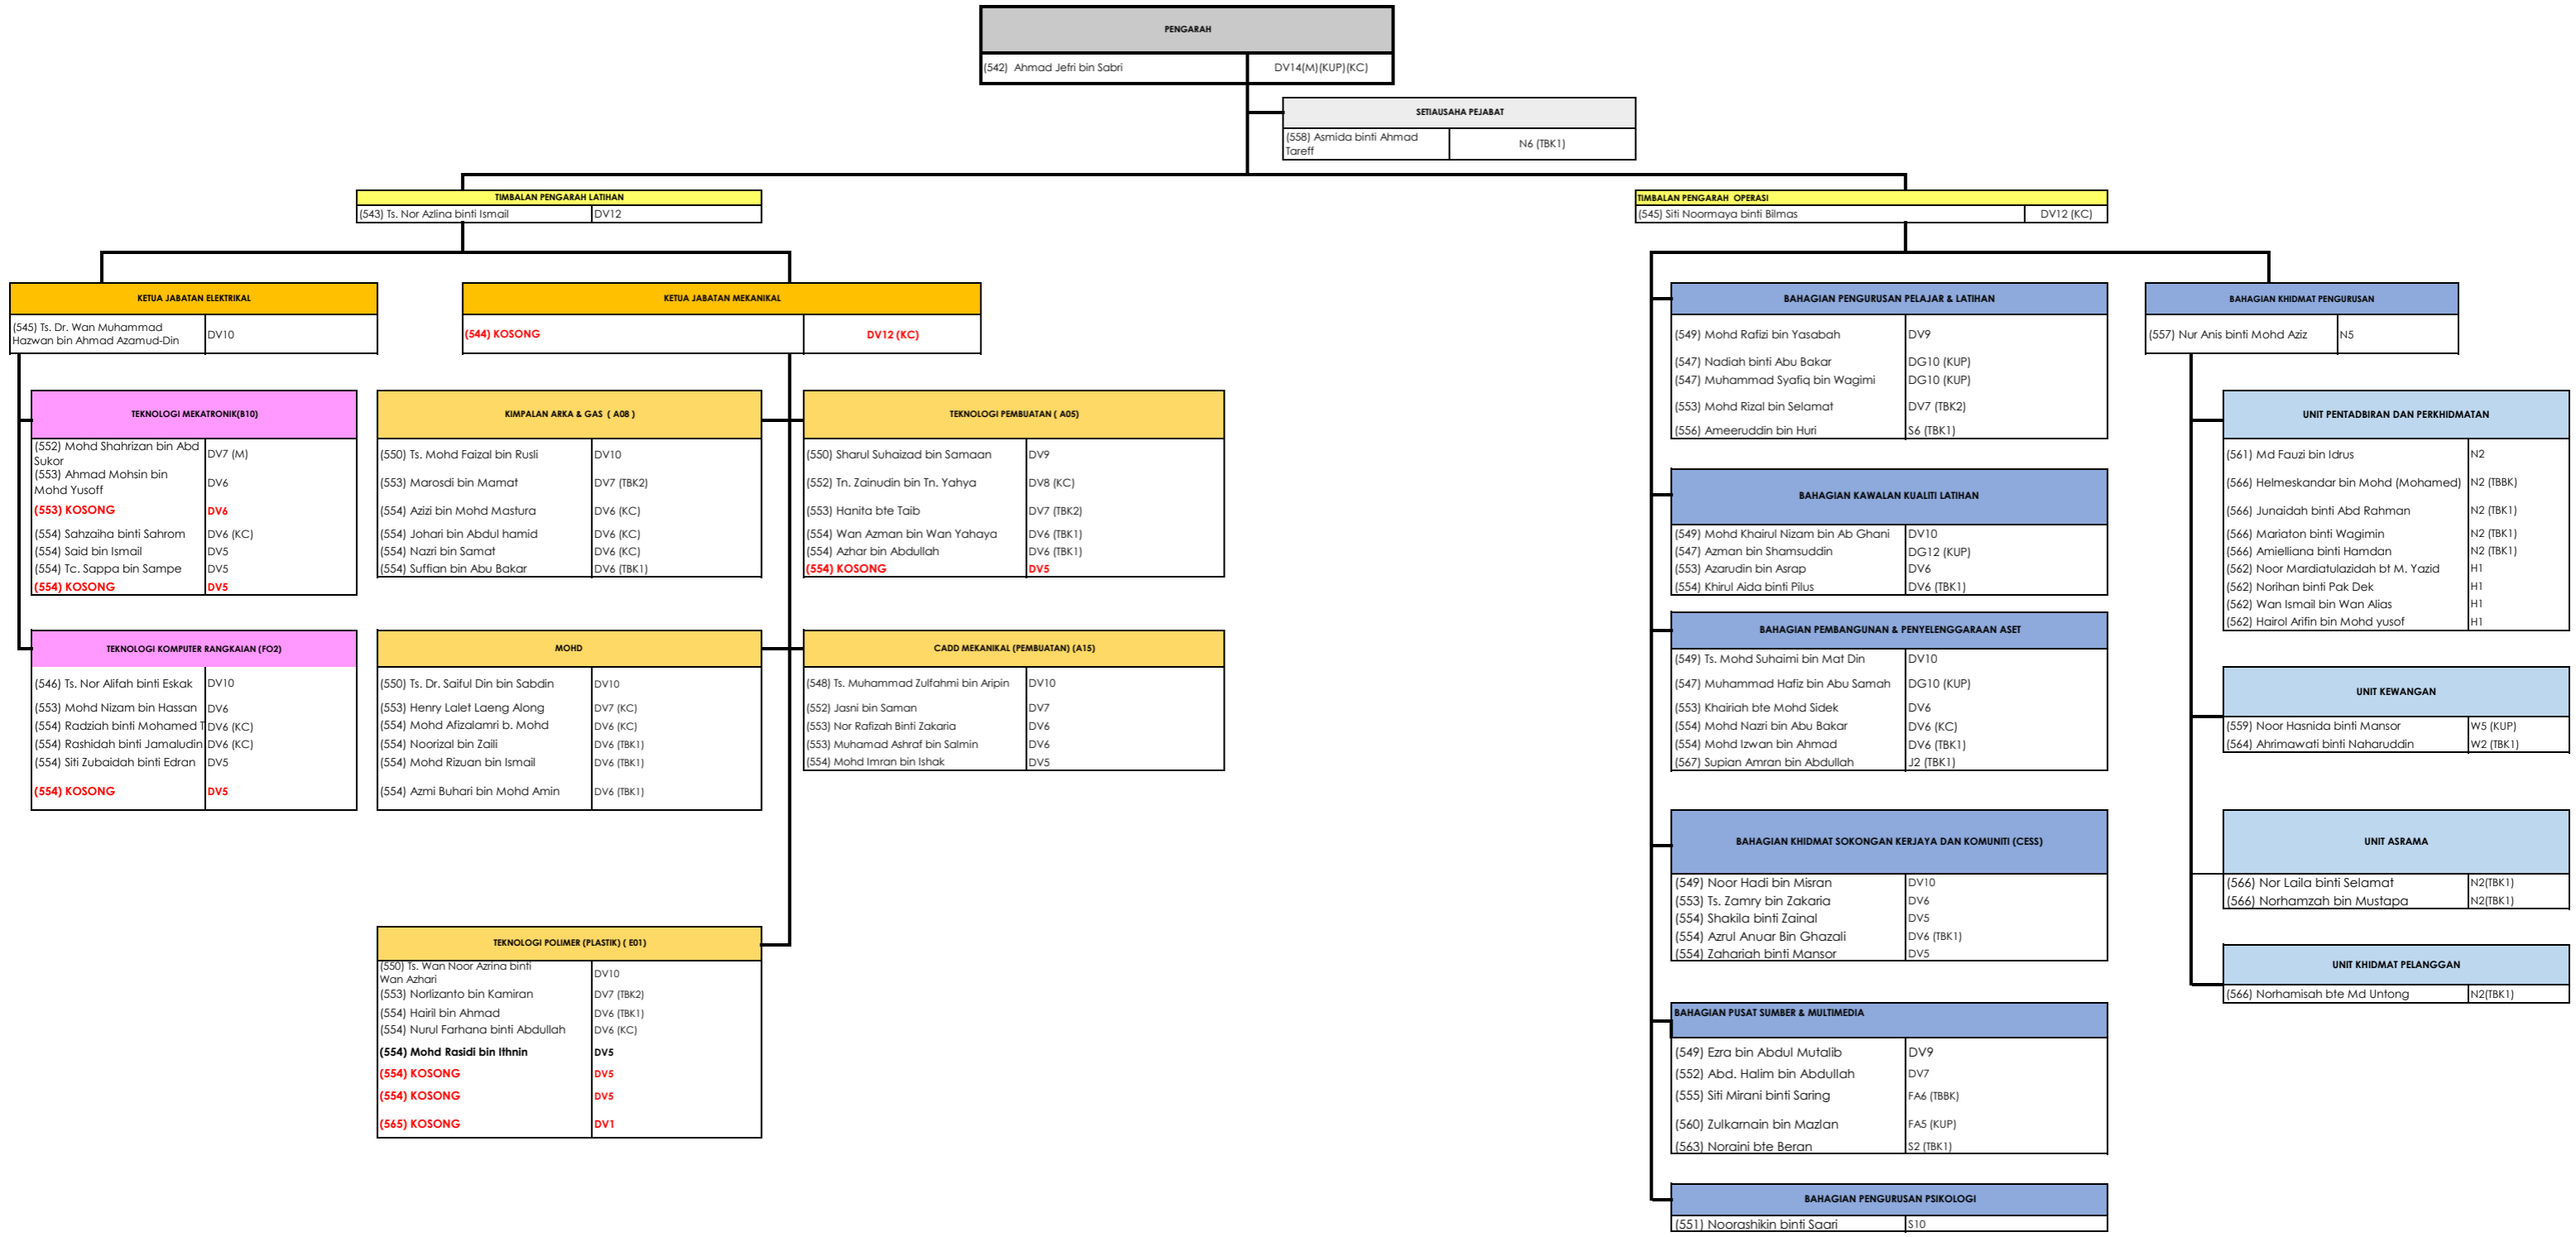 PENGARAH
(542) Ahmad Jefri bin Sabri DV14(M)(KUP)(KC)
SETIAUSAHA PEJABAT
(558) Asmida binti Ahmad
Tareff
N6 (TBK1)
TIMBALAN PENGARAH LATIHAN
(543) Ts. Nor Azlina binti Ismail DV12
TIMBALAN PENGARAH OPERASI
(545) Siti Noormaya binti Bilmas DV12 (KC)
KETUA JABATAN ELEKTRIKAL
(545) Ts. Dr. Wan Muhammad
Hazwan bin Ahmad Azamud-Din
DV10
KETUA JABATAN MEKANIKAL
(544) KOSONG DV12 (KC)
TEKNOLOGI MEKATRONIK(B10)
(552) Mohd Shahrizan bin Abd
Sukor
DV7 (M)
(553) Ahmad Mohsin bin
Mohd Yusoff
DV6
(553) KOSONG DV6
(554) Sahzaiha binti Sahrom DV6 (KC)
(554) Said bin Ismail DV5
(554) Tc. Sappa bin Sampe DV5
(554) KOSONG DV5
TEKNOLOGI KOMPUTER RANGKAIAN (FO2)
(546) Ts. Nor Alifah binti Eskak DV10
(553) Mohd Nizam bin Hassan DV6
(554) Radziah binti Mohamed T DV6 (KC)
(554) Rashidah binti Jamaludin DV6 (KC)
(554) Siti Zubaidah binti Edran DV5
(554) KOSONG DV5
KIMPALAN ARKA & GAS ( A08 )
(550) Ts. Mohd Faizal bin Rusli DV10
(553) Marosdi bin Mamat DV7 (TBK2)
(554) Azizi bin Mohd Mastura DV6 (KC)
(554) Johari bin Abdul hamid DV6 (KC)
(554) Nazri bin Samat DV6 (KC)
(554) Suffian bin Abu Bakar DV6 (TBK1)
TEKNOLOGI PEMBUATAN ( A05)
(550) Sharul Suhaizad bin Samaan DV9
(552) Tn. Zainudin bin Tn. Yahya DV8 (KC)
(553) Hanita bte Taib DV7 (TBK2)
(554) Wan Azman bin Wan Yahaya DV6 (TBK1)
(554) Azhar bin Abdullah DV6 (TBK1)
(554) KOSONG DV5
MOHD
(550) Ts. Dr. Saiful Din bin Sabdin DV10
(553) Henry Lalet Laeng Along DV7 (KC)
(554) Mohd Afizalamri b. Mohd DV6 (KC)
(554) Noorizal bin Zaili DV6 (TBK1)
(554) Mohd Rizuan bin Ismail DV6 (TBK1)
(554) Azmi Buhari bin Mohd Amin DV6 (TBK1)
CADD MEKANIKAL (PEMBUATAN) (A15)
(548) Ts. Muhammad Zulfahmi bin Aripin DV10
(552) Jasni bin Saman DV7
(553) Nor Rafizah Binti Zakaria DV6
(553) Muhamad Ashraf bin Salmin DV6
(554) Mohd Imran bin Ishak DV5
TEKNOLOGI POLIMER (PLASTIK) ( E01)
(550) Ts. Wan Noor Azrina binti
Wan Azhari
DV10
(553) Norlizanto bin Kamiran DV7 (TBK2)
(554) Hairil bin Ahmad DV6 (TBK1)
(554) Nurul Farhana binti Abdullah DV6 (KC)
(554) Mohd Rasidi bin Ithnin DV5
(554) KOSONG DV5
(554) KOSONG DV5
(565) KOSONG DV1
BAHAGIAN PENGURUSAN PELAJAR & LATIHAN
(549) Mohd Rafizi bin Yasabah DV9
(547) Nadiah binti Abu Bakar DG10 (KUP)
(547) Muhammad Syafiq bin Wagimi DG10 (KUP)
(553) Mohd Rizal bin Selamat DV7 (TBK2)
(556) Ameeruddin bin Huri S6 (TBK1)
BAHAGIAN KAWALAN KUALITI LATIHAN
(549) Mohd Khairul Nizam bin Ab Ghani DV10
(547) Azman bin Shamsuddin DG12 (KUP)
(553) Azarudin bin Asrap DV6
(554) Khirul Aida binti Pilus DV6 (TBK1)
BAHAGIAN PEMBANGUNAN & PENYELENGGARAAN ASET
(549) Ts. Mohd Suhaimi bin Mat Din DV10
(547) Muhammad Hafiz bin Abu Samah DG10 (KUP)
(553) Khairiah bte Mohd Sidek DV6
(554) Mohd Nazri bin Abu Bakar DV6 (KC)
(554) Mohd Izwan bin Ahmad DV6 (TBK1)
(567) Supian Amran bin Abdullah J2 (TBK1)
BAHAGIAN KHIDMAT SOKONGAN KERJAYA DAN KOMUNITI (CESS)
(549) Noor Hadi bin Misran DV10
(553) Ts. Zamry bin Zakaria DV6
(554) Shakila binti Zainal DV5
(554) Azrul Anuar Bin Ghazali DV6 (TBK1)
(554) Zahariah binti Mansor DV5
BAHAGIAN PUSAT SUMBER & MULTIMEDIA
(549) Ezra bin Abdul Mutalib DV9
(552) Abd. Halim bin Abdullah DV7
(555) Siti Mirani binti Saring FA6 (TBBK)
(560) Zulkarnain bin Mazlan FA5 (KUP)
(563) Noraini bte Beran S2 (TBK1)
BAHAGIAN PENGURUSAN PSIKOLOGI
(551) Noorashikin binti Saari S10
BAHAGIAN KHIDMAT PENGURUSAN
(557) Nur Anis binti Mohd Aziz N5
UNIT PENTADBIRAN DAN PERKHIDMATAN
(561) Md Fauzi bin Idrus N2
(566) Helmeskandar bin Mohd (Mohamed) N2 (TBBK)
(566) Junaidah binti Abd Rahman N2 (TBK1)
(566) Mariaton binti Wagimin N2 (TBK1)
(566) Amielliana binti Hamdan N2 (TBK1)
(562) Noor Mardiatulazidah bt M. Yazid H1
(562) Norihan binti Pak Dek H1
(562) Wan Ismail bin Wan Alias H1
(562) Hairol Arifin bin Mohd yusof H1
UNIT KEWANGAN
(559) Noor Hasnida binti Mansor W5 (KUP)
(564) Ahrimawati binti Naharuddin W2 (TBK1)
UNIT ASRAMA
(566) Nor Laila binti Selamat N2(TBK1)
(566) Norhamzah bin Mustapa N2(TBK1)
UNIT KHIDMAT PELANGGAN
(566) Norhamisah bte Md Untong N2(TBK1)